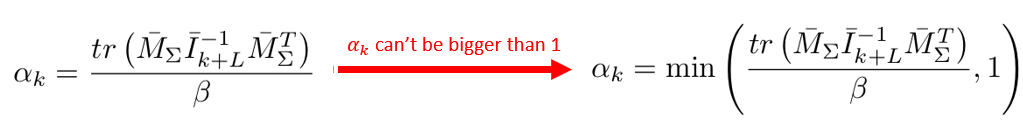 α_k = tr ( M̄_Σ Ī_{k+L}^{-1} M̄_Σ^T ) / β
α_k can't be bigger than 1
α_k = min ( tr ( M̄_Σ Ī_{k+L}^{-1} M̄_Σ^T ) / β , 1 )